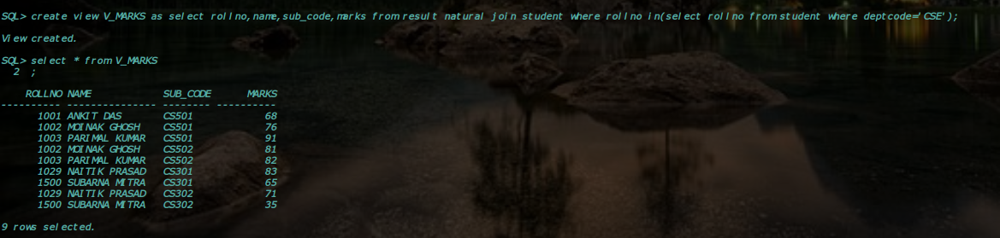 SQL> create view V_MARKS as select rollno,name,sub_code,marks from result natural join student where rollno in(select rollno from student where deptcode='CSE');
View created.
SQL> select * from V_MARKS
2 ;
ROLLNO NAME SUB_CODE MARKS
---------- --------------- -------- ----------
1001 ANKIT DAS CS501 68
1002 MOINAK GHOSH CS501 76
1003 PARIMAL KUMAR CS501 91
1002 MOINAK GHOSH CS502 81
1003 PARIMAL KUMAR CS502 82
1029 NAITIK PRASAD CS301 83
1500 SUBARNA MITRA CS301 65
1029 NAITIK PRASAD CS302 71
1500 SUBARNA MITRA CS302 35
9 rows selected.